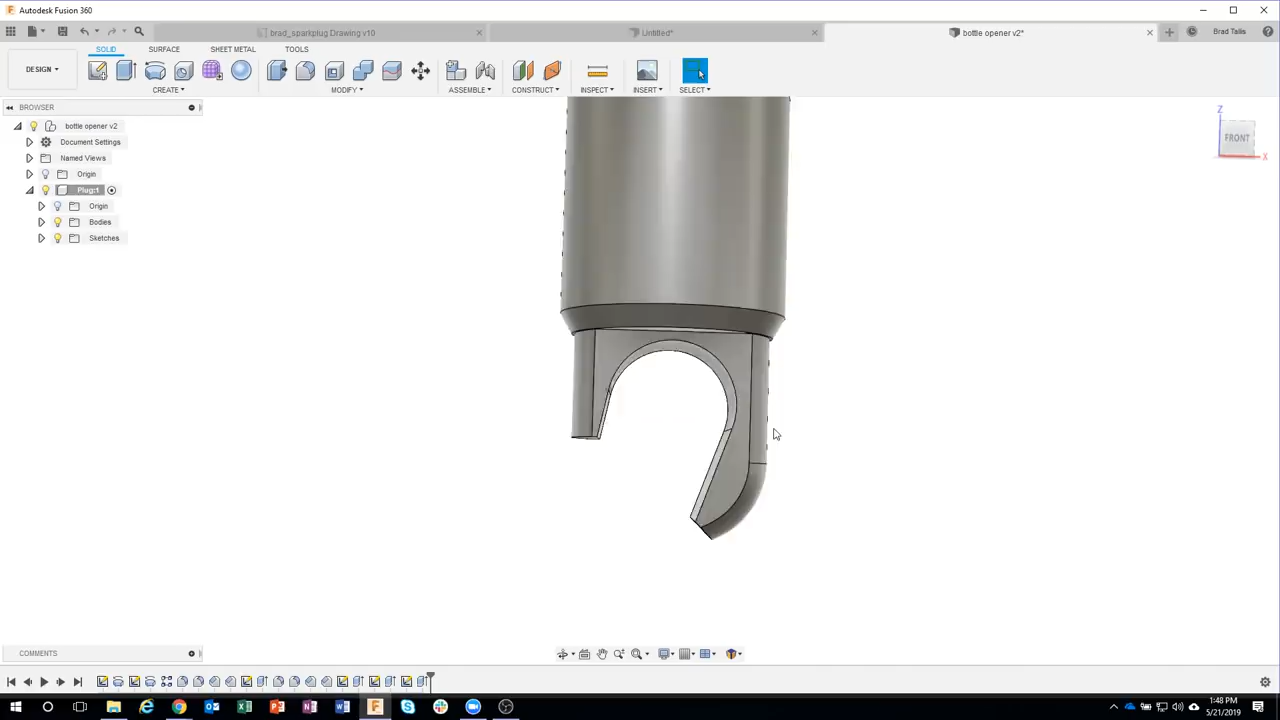 Autodesk Fusion 360
brad_sparkplug Drawing v10
Untitled*
bottle opener v2*
Brad Tallis
DESIGN
SOLID
SURFACE
SHEET METAL
TOOLS
CREATE
MODIFY
ASSEMBLE
CONSTRUCT
INSPECT
INSERT
SELECT
BROWSER
bottle opener v2
Document Settings
Named Views
Origin
Plug:1
Origin
Bodies
Sketches
Z
FRONT
X
COMMENTS
1:48 PM
5/21/2019